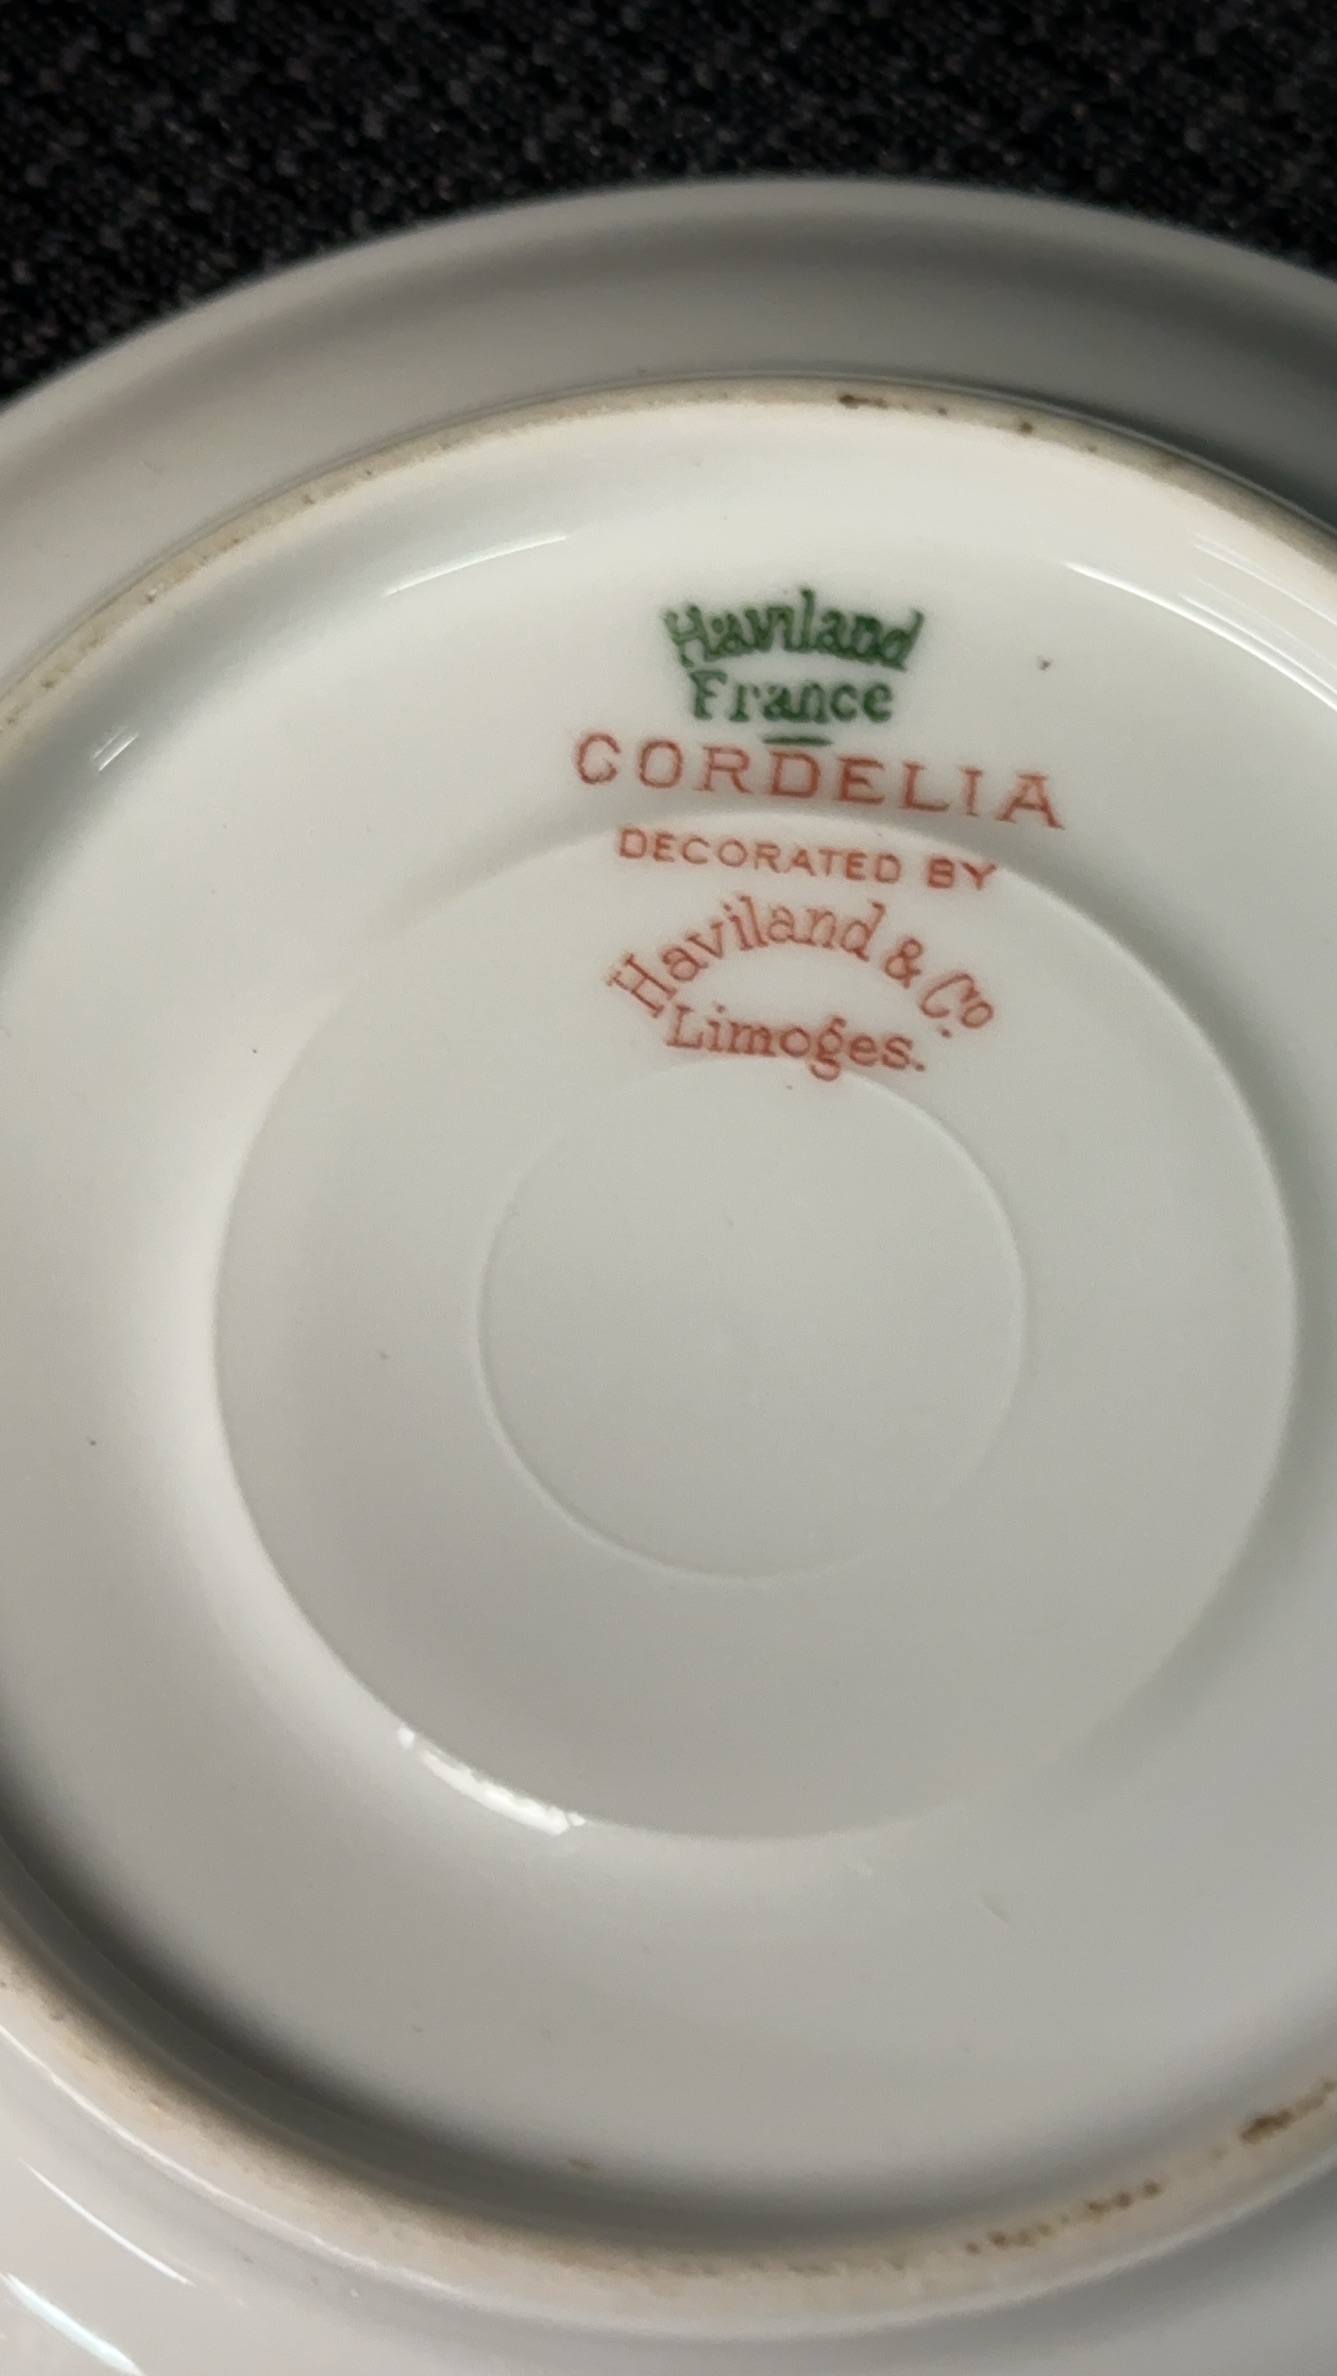 Haviland
France
CORDELIA
DECORATED BY
Haviland & Co.
Limoges.